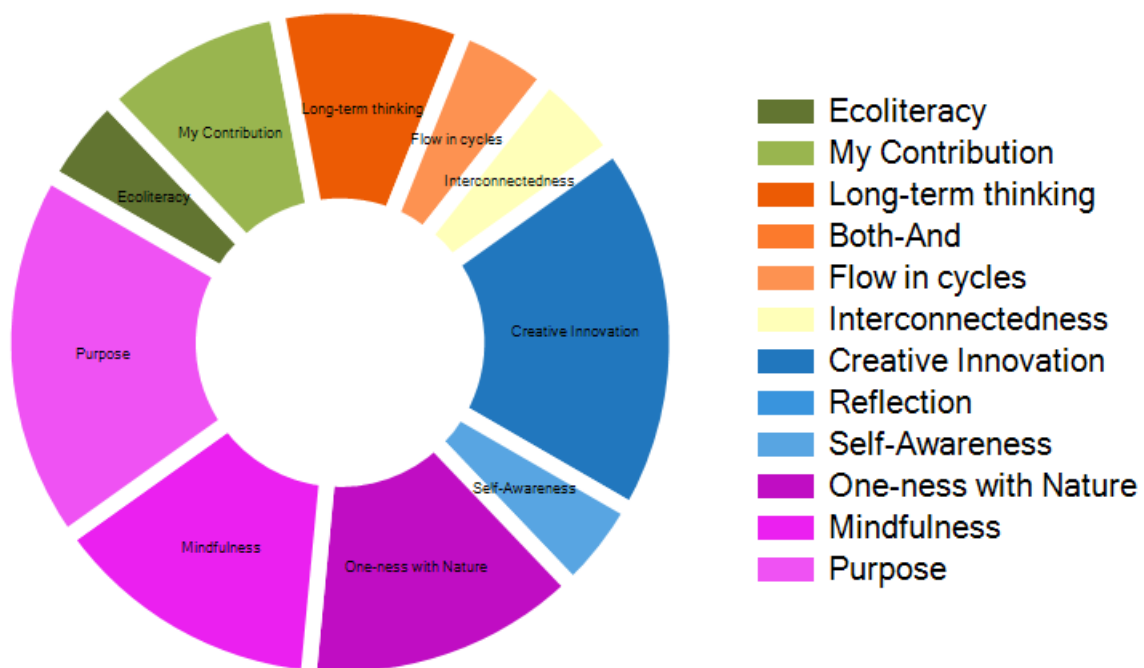 Long-term thinking
My Contribution
Flow in cycles
Interconnectedness
Ecoliteracy
Creative Innovation
Purpose
Self-Awareness
Mindfulness
One-ness with Nature
Ecoliteracy
My Contribution
Long-term thinking
Both-And
Flow in cycles
Interconnectedness
Creative Innovation
Reflection
Self-Awareness
One-ness with Nature
Mindfulness
Purpose